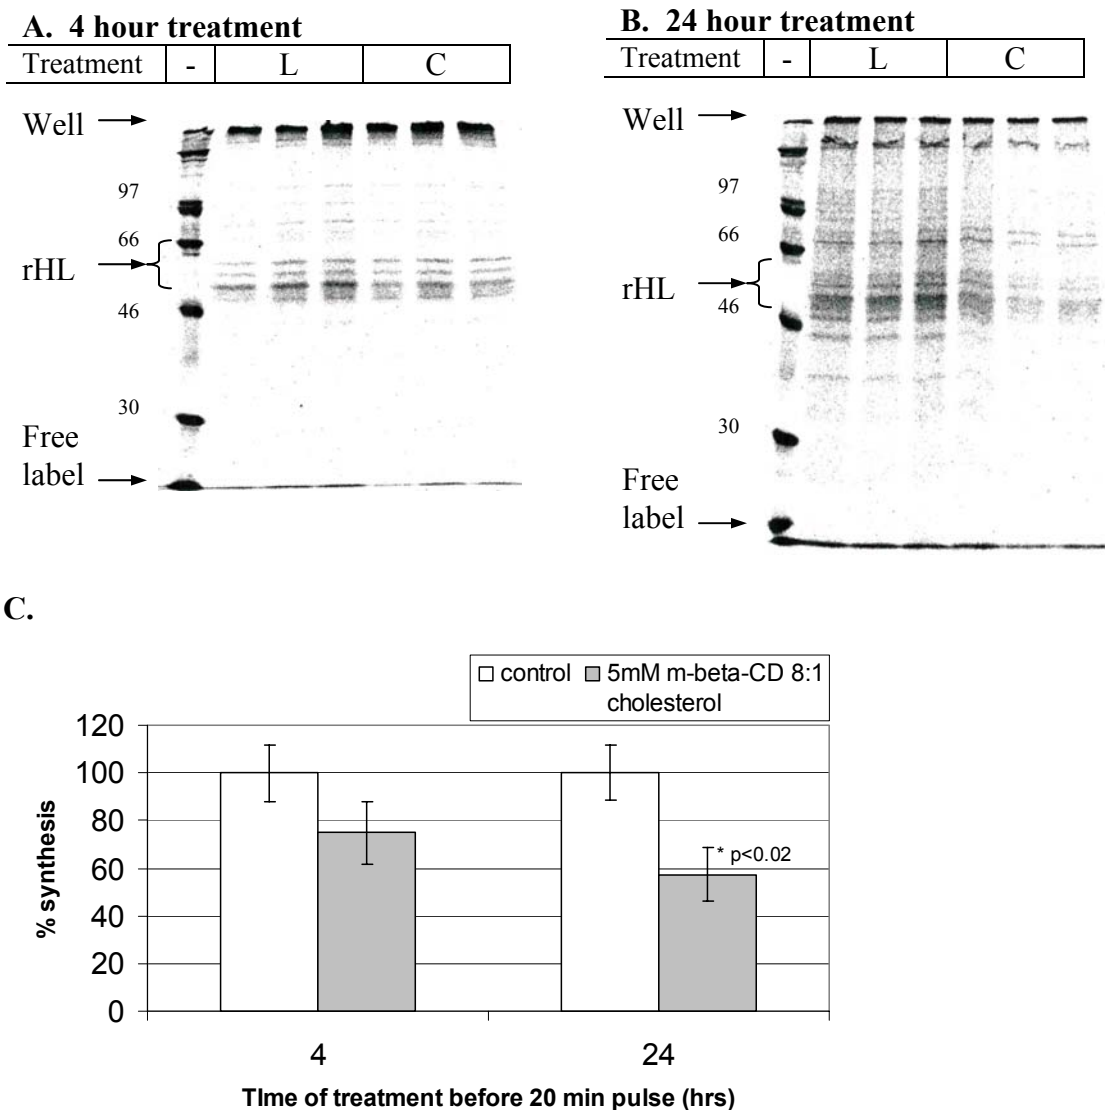 A. 4 hour treatment
Treatment - L C
Well
97
66
rHL
46
30
Free
label
B. 24 hour treatment
Treatment - L C
Well
97
66
rHL
46
30
Free
label
C.
control 5mM m-beta-CD 8:1
cholesterol
120
100
80
60
40
20
0
% synthesis
* p<0.02
4 24
TIme of treatment before 20 min pulse (hrs)